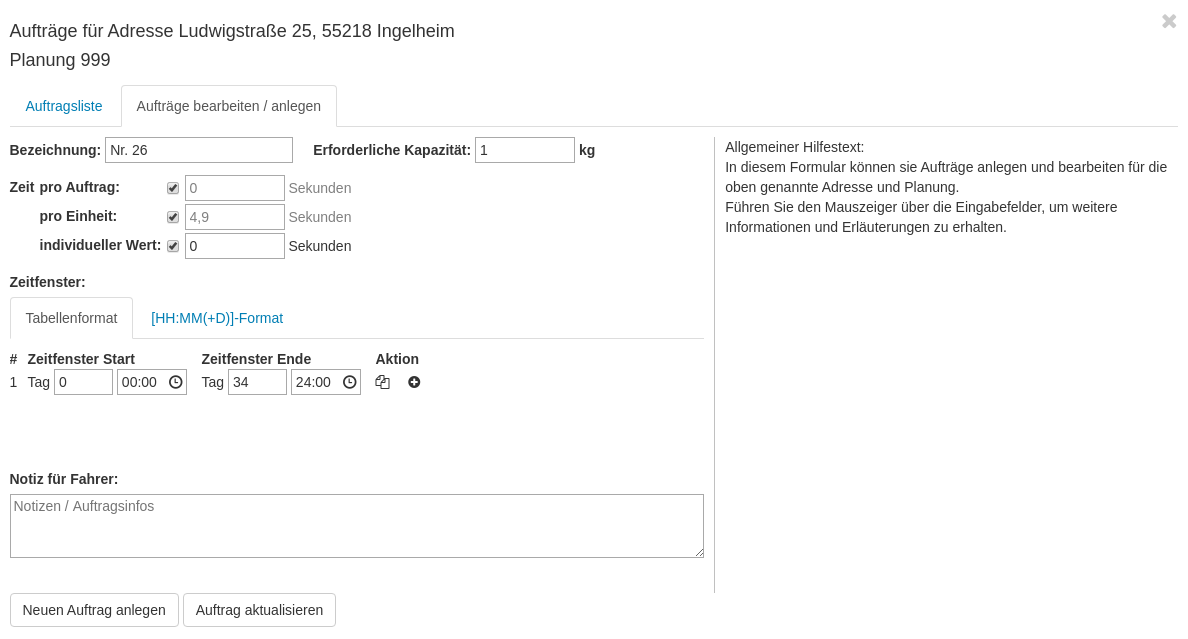 Aufträge für Adresse Ludwigstraße 25, 55218 Ingelheim
Planung 999
Auftragsliste Aufträge bearbeiten / anlegen
Bezeichnung: Nr. 26 Erforderliche Kapazität: 1 kg
Zeit pro Auftrag: 0 Sekunden
pro Einheit: 4,9 Sekunden
individueller Wert: 0 Sekunden
Zeitfenster:
Tabellenformat [HH:MM(+D)]-Format
# Zeitfenster Start Zeitfenster Ende Aktion
1 Tag 0 00:00 Tag 34 24:00
Notiz für Fahrer:
Notizen / Auftragsinfos
Neuen Auftrag anlegen Auftrag aktualisieren
Allgemeiner Hilfestext:
In diesem Formular können sie Aufträge anlegen und bearbeiten für die
oben genannte Adresse und Planung.
Führen Sie den Mauszeiger über die Eingabefelder, um weitere
Informationen und Erläuterungen zu erhalten.